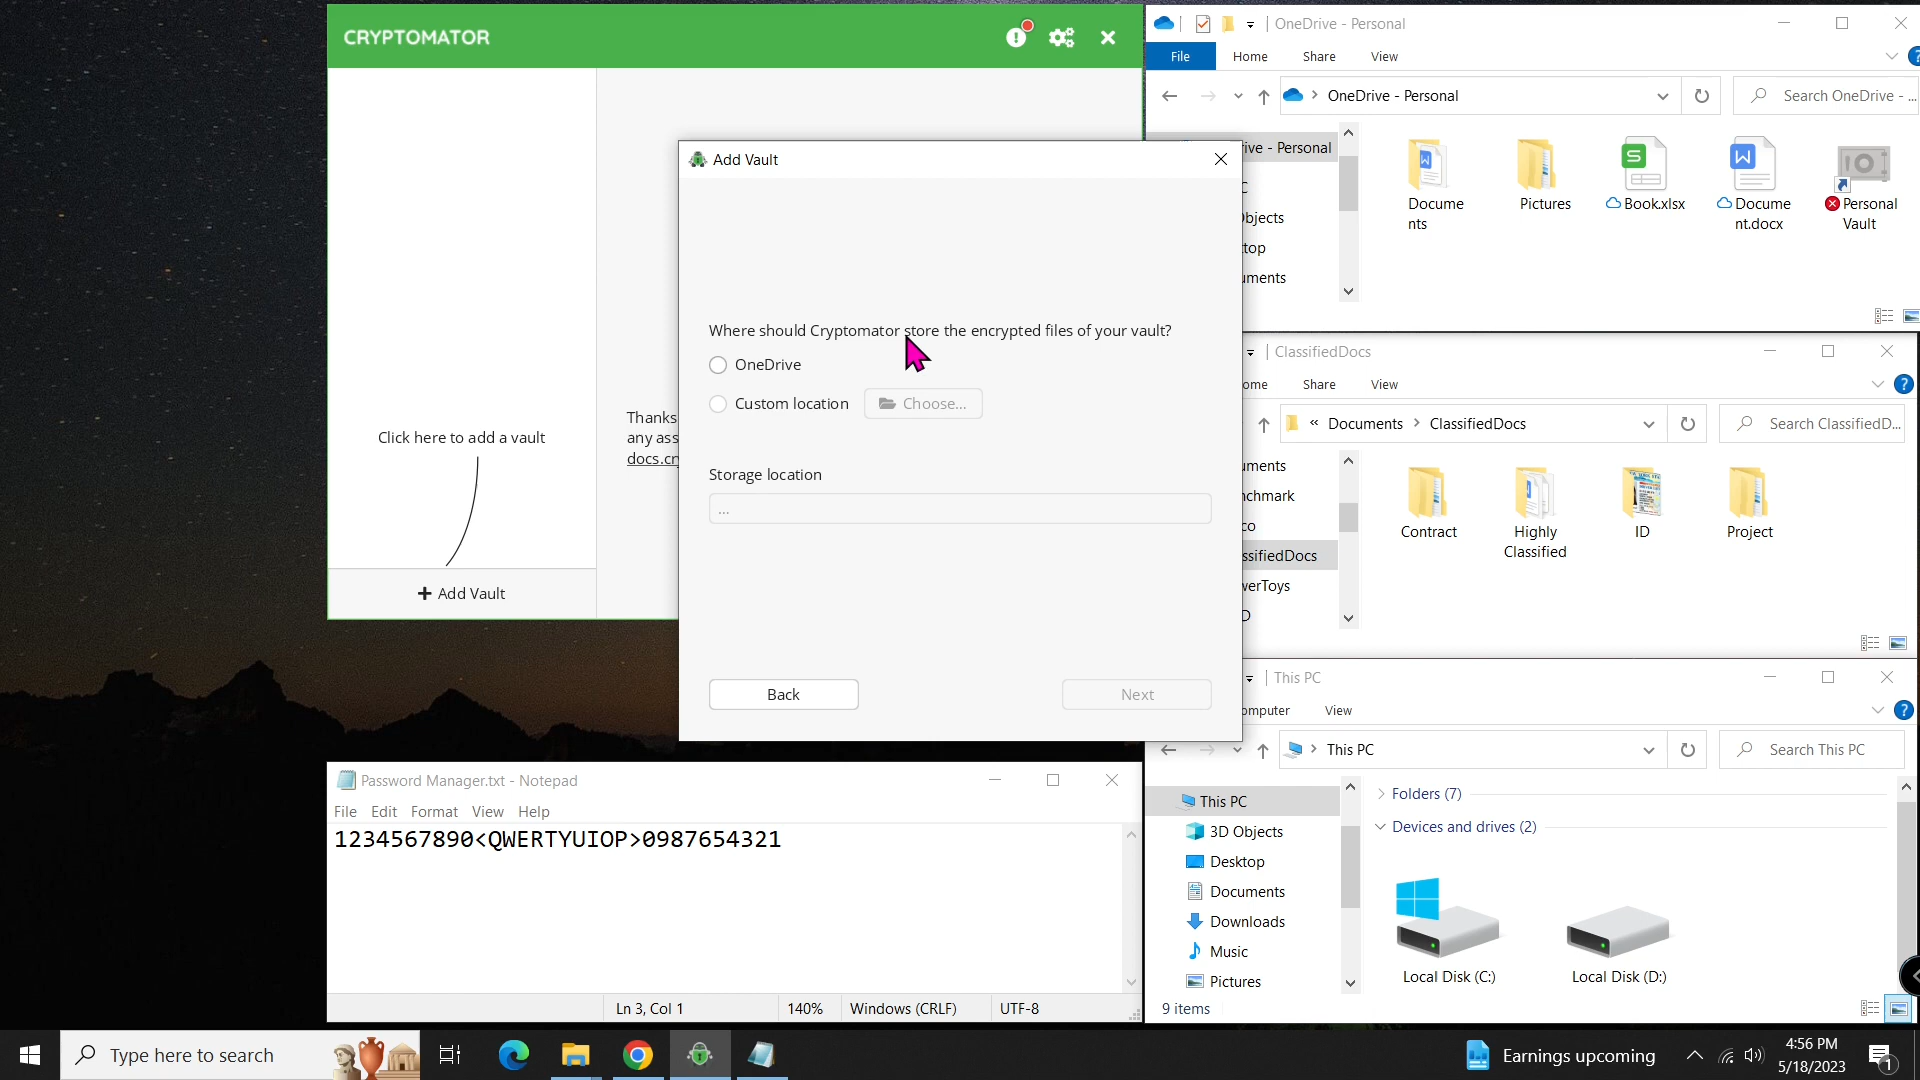 CRYPTOMATOR
Click here to add a vault
Thanks
any ass
docs.cr
Add Vault
Add Vault
Where should Cryptomator store the encrypted files of your vault?
OneDrive
Custom location
Choose...
Storage location
...
Back
Next
OneDrive - Personal
File
Home
Share
View
OneDrive - Personal
Search OneDrive - ...
ive - Personal
C
bjects
top
uments
Docume
nts
Pictures
Book.xlsx
Docume
nt.docx
Personal
Vault
ClassifiedDocs
ome
Share
View
« Documents > ClassifiedDocs
Search ClassifiedD...
uments
nchmark
co
ssifiedDocs
werToys
D
Contract
Highly
Classified
ID
Project
This PC
omputer
View
This PC
Search This PC
This PC
3D Objects
Desktop
Documents
Downloads
Music
Pictures
Folders (7)
Devices and drives (2)
Local Disk (C:)
Local Disk (D:)
9 items
Password Manager.txt - Notepad
File
Edit
Format
View
Help
1234567890<QWERTYUIOP>0987654321
Ln 3, Col 1
140%
Windows (CRLF)
UTF-8
Type here to search
Earnings upcoming
4:56 PM
5/18/2023
1